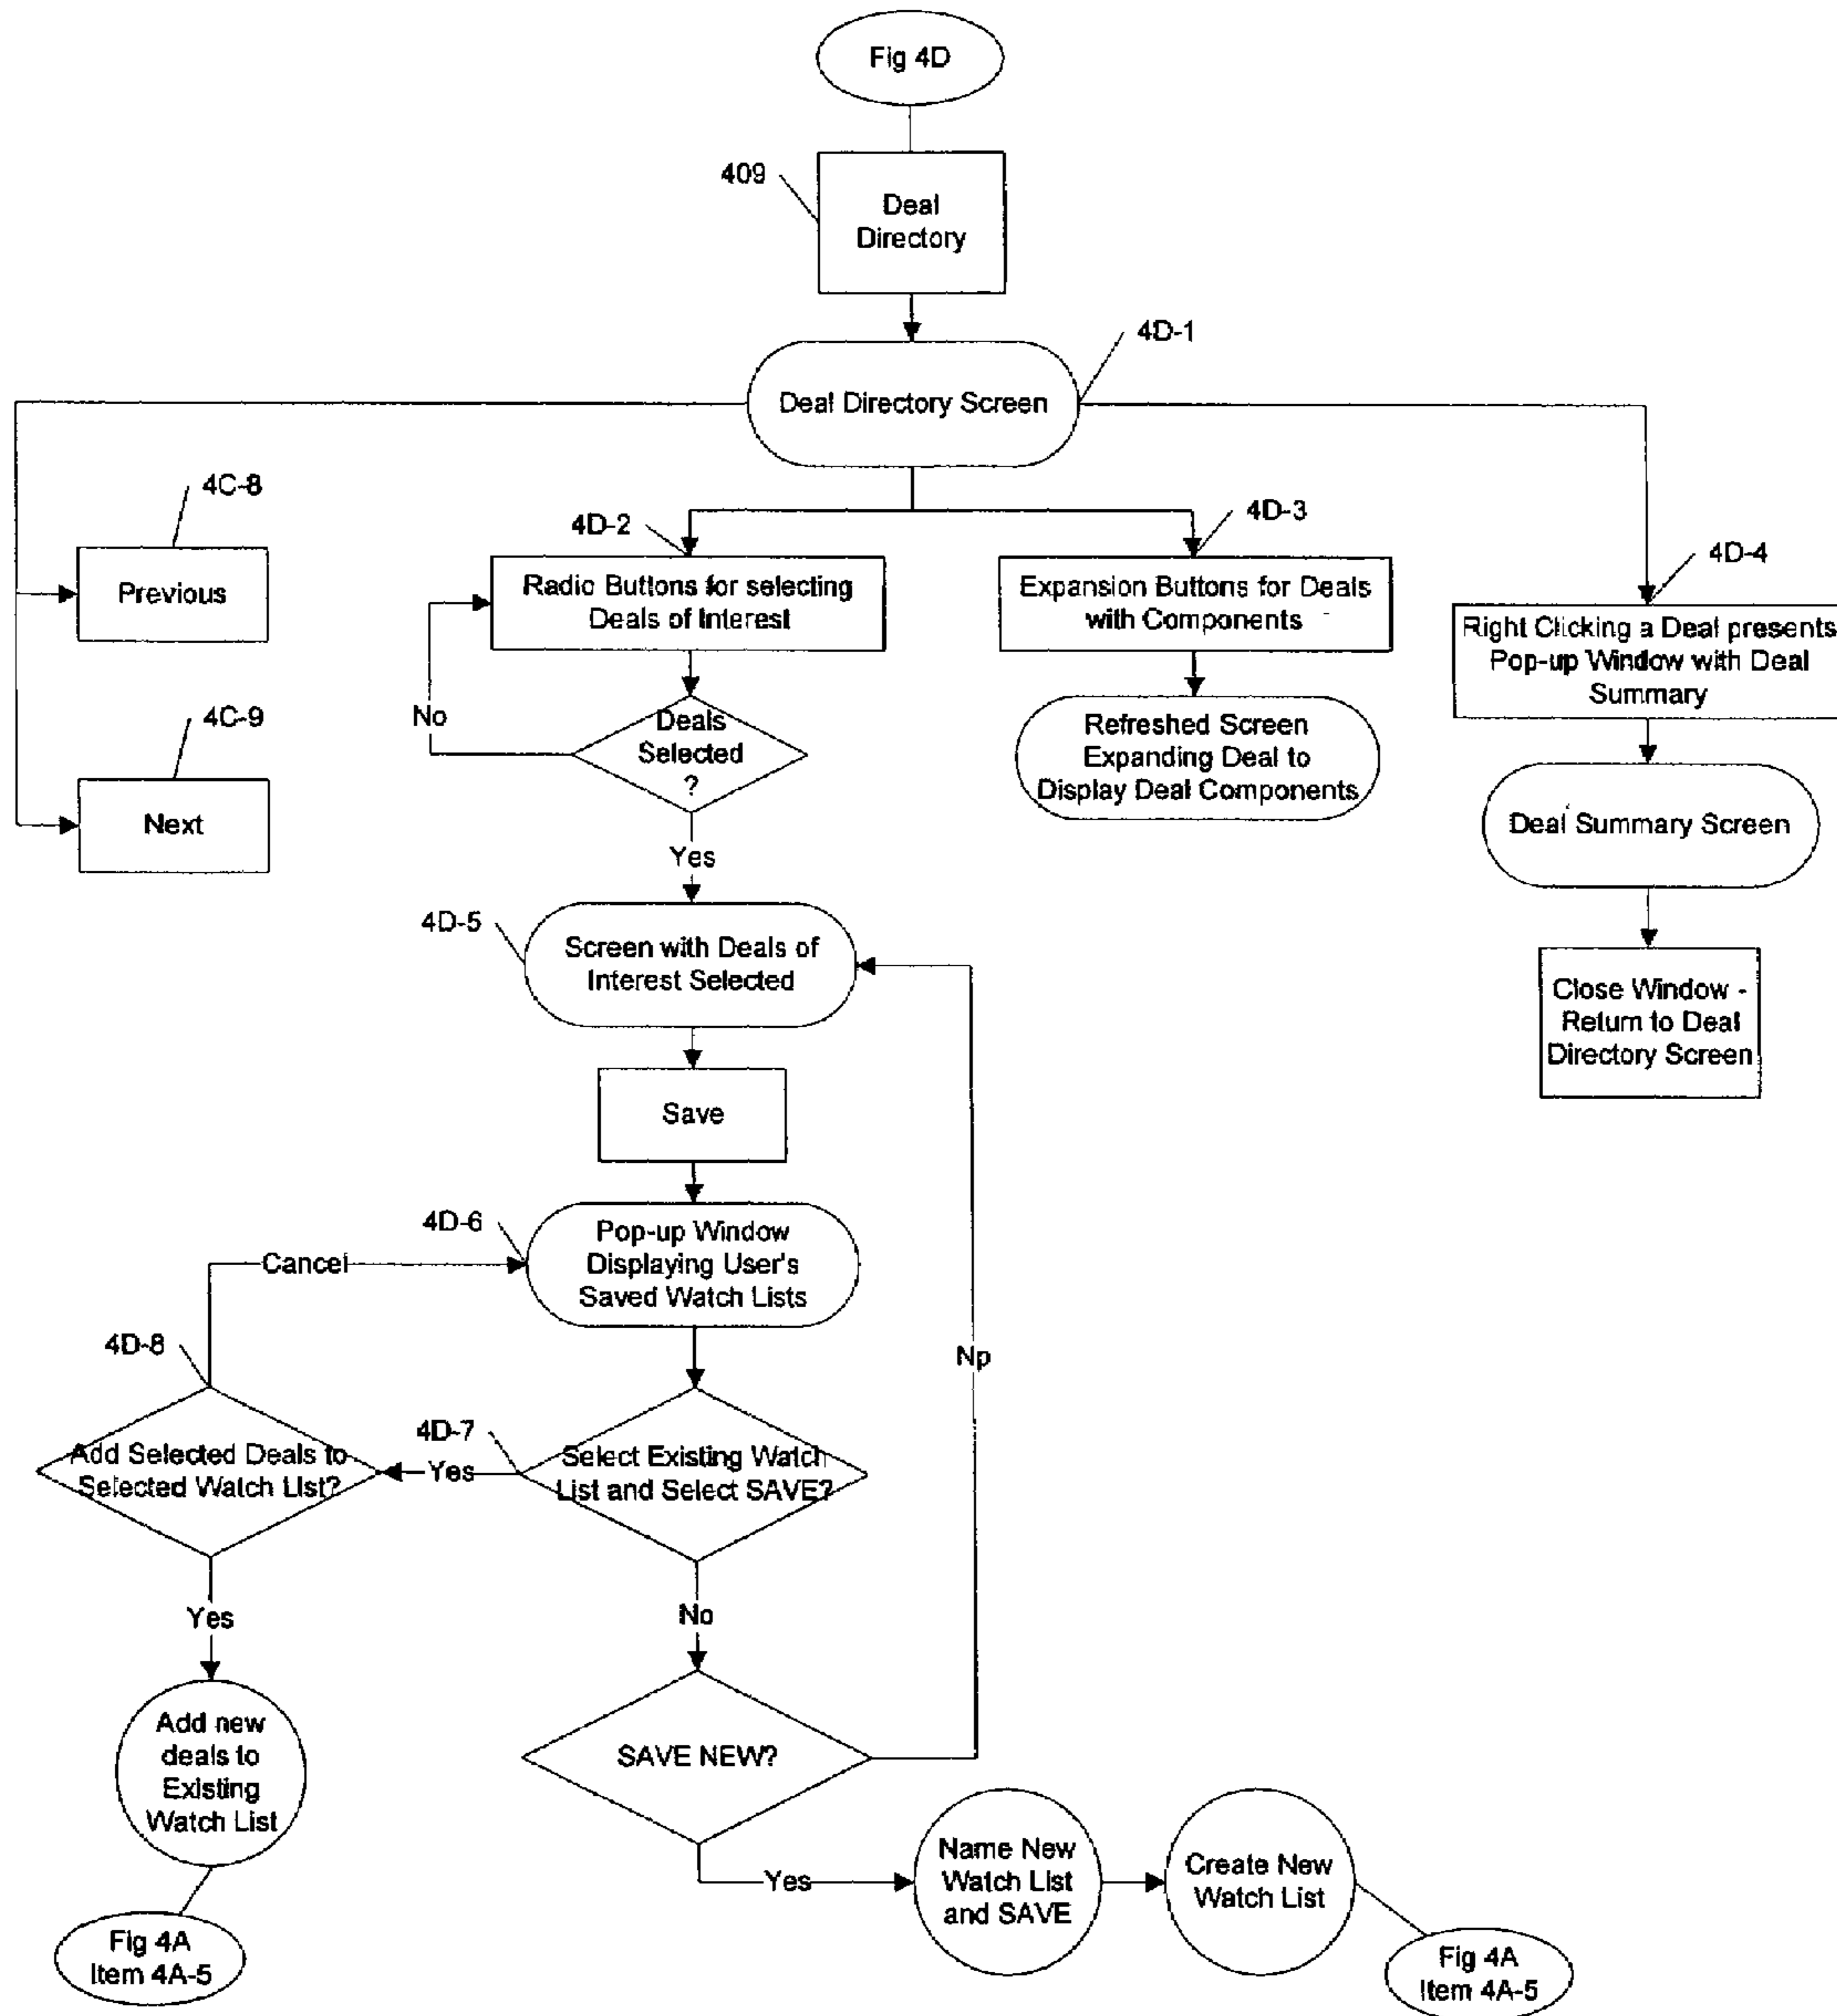 Fig 4D
409
Deal
Directory
4D-1
Deal Directory Screen
4C-8
Previous
4C-9
Next
4D-2
Radio Buttons for selecting
Deals of Interest
4D-3
Expansion Buttons for Deals
with Components
4D-4
Right Clicking a Deal presents
Pop-up Window with Deal
Summary
No
Deals
Selected
?
Refreshed Screen
Expanding Deal to
Display Deal Components
Deal Summary Screen
Yes
4D-5
Screen with Deals of
Interest Selected
Close Window -
Return to Deal
Directory Screen
Save
4D-6
Pop-up Window
Displaying User's
Saved Watch Lists
Cancel
4D-8
Np
Add Selected Deals to
Selected Watch List?
4D-7
Yes
Select Existing Watch
List and Select SAVE?
Yes
No
Add new
deals to
Existing
Watch List
SAVE NEW?
Yes
Name New
Watch List
and SAVE
Create New
Watch List
Fig 4A
Item 4A-5
Fig 4A
Item 4A-5